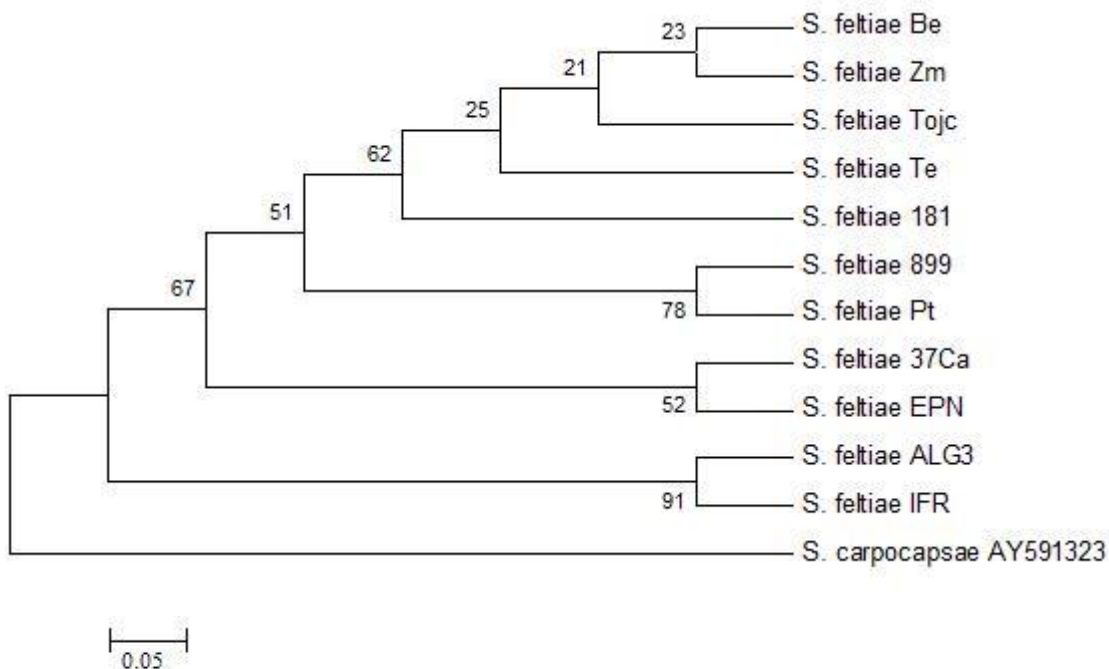 23
S. feltiae Be
S. feltiae Zm
21
S. feltiae Tojc
25
S. feltiae Te
62
S. feltiae 181
51
S. feltiae 899
78
S. feltiae Pt
67
S. feltiae 37Ca
52
S. feltiae EPN
S. feltiae ALG3
91
S. feltiae IFR
S. carpocapsae AY591323
0.05